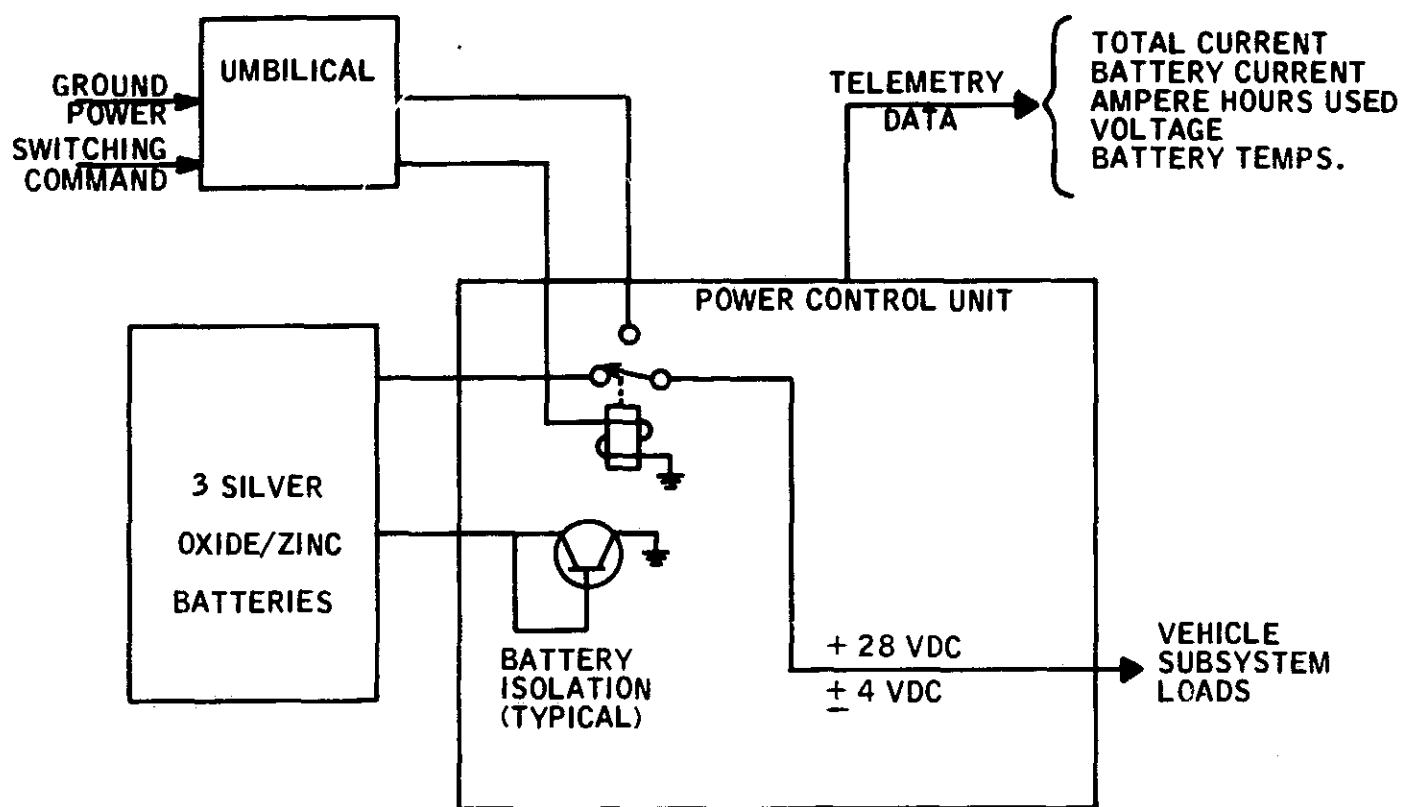 UMBILICAL
GROUND
POWER
SWITCHING
COMMAND
TELEMETRY
DATA
TOTAL CURRENT
BATTERY CURRENT
AMPERE HOURS USED
VOLTAGE
BATTERY TEMPS.
POWER CONTROL UNIT
3 SILVER
OXIDE/ZINC
BATTERIES
BATTERY
ISOLATION
(TYPICAL)
+ 28 VDC
± 4 VDC
VEHICLE
SUBSYSTEM
LOADS